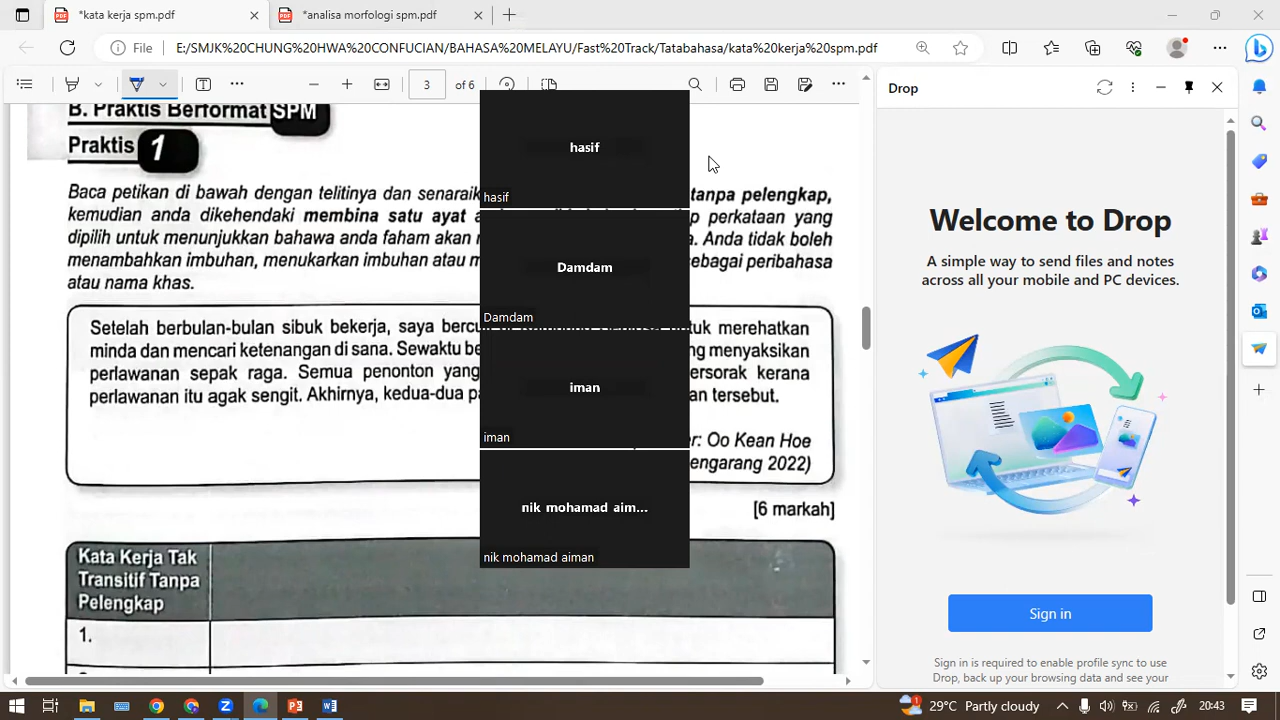 *kata kerja spm.pdf
*analisa morfologi spm.pdf
File
E:/SMJK%20CHUNG%20HWA%20CONFUCIAN/BAHASA%20MELAYU/Fast%20Track/Tatabahasa/kata%20kerja%20spm.pdf
3 of 6
Drop
B. Praktis Berformat SPM
Praktis 1
Baca petikan di bawah dengan telitinya dan senaraik tanpa pelengkap,
kemudian anda dikehendaki membina satu ayat a perkataan yang
dipilih untuk menunjukkan bahawa anda faham akan Anda tidak boleh
menambahkan imbuhan, menukarkan imbuhan atau m sebagai peribahasa
atau nama khas.
Setelah berbulan-bulan sibuk bekerja, saya bercu untuk merehatkan
minda dan mencari ketenangan di sana. Sewaktu be ng menyaksikan
perlawanan sepak raga. Semua penonton yang bersorak kerana
perlawanan itu agak sengit. Akhirnya, kedua-dua pa an tersebut.
er: Oo Kean Hoe
engarang 2022)
[6 markah]
Kata Kerja Tak
Transitif Tanpa
Pelengkap
1.
hasif
hasif
Damdam
Damdam
iman
iman
nik mohamad aim...
nik mohamad aiman
Welcome to Drop
A simple way to send files and notes
across all your mobile and PC devices.
Sign in
Sign in is required to enable profile sync to use
Drop, back up your browsing data and see your
29°C Partly cloudy
20:43